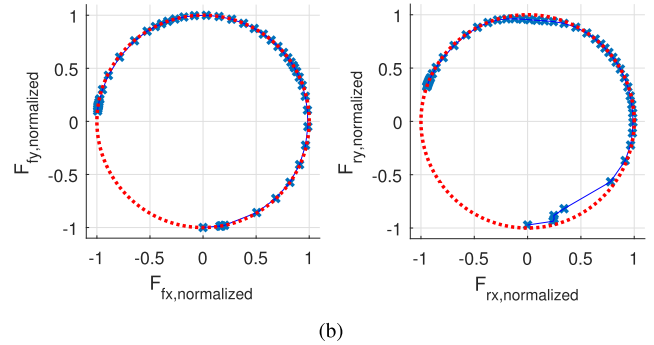 1
0.5
0
-0.5
-1
F fy,normalized
-1 -0.5 0 0.5 1
F fx,normalized
1
0.5
0
-0.5
-1
F ry,normalized
-1 -0.5 0 0.5 1
F rx,normalized
(b)